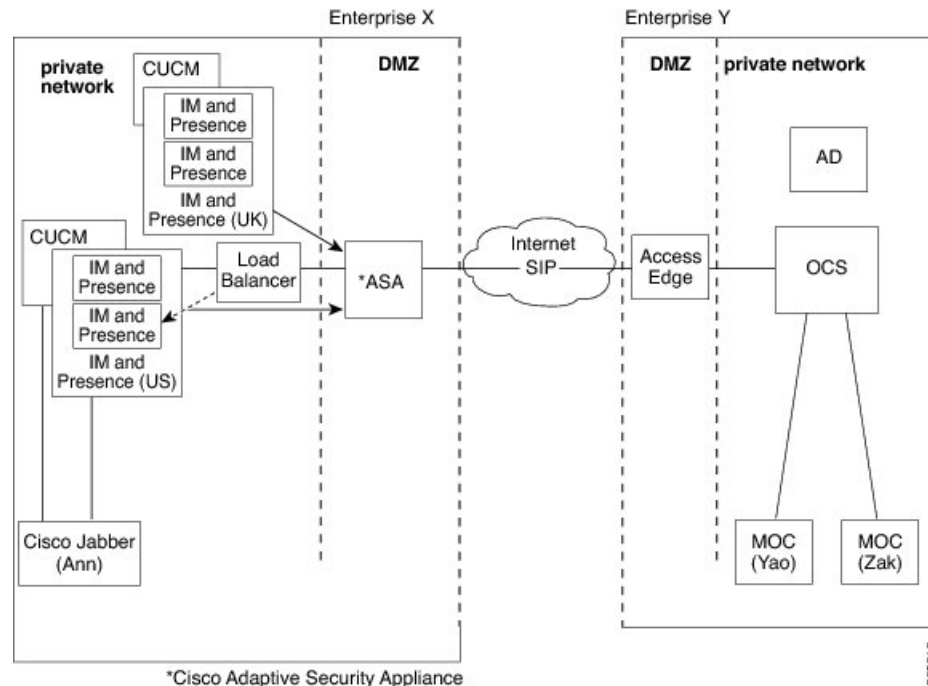 Enterprise X
Enterprise Y
private
network
DMZ
DMZ
private network
CUCM
IM and
Presence
IM and
Presence
IM and
Presence (UK)
AD
CUCM
IM and
Presence
IM and
Presence
IM and
Presence (US)
Load
Balancer
*ASA
Internet
SIP
Access
Edge
OCS
Cisco Jabber
(Ann)
MOC
(Yao)
MOC
(Zak)
*Cisco Adaptive Security Appliance